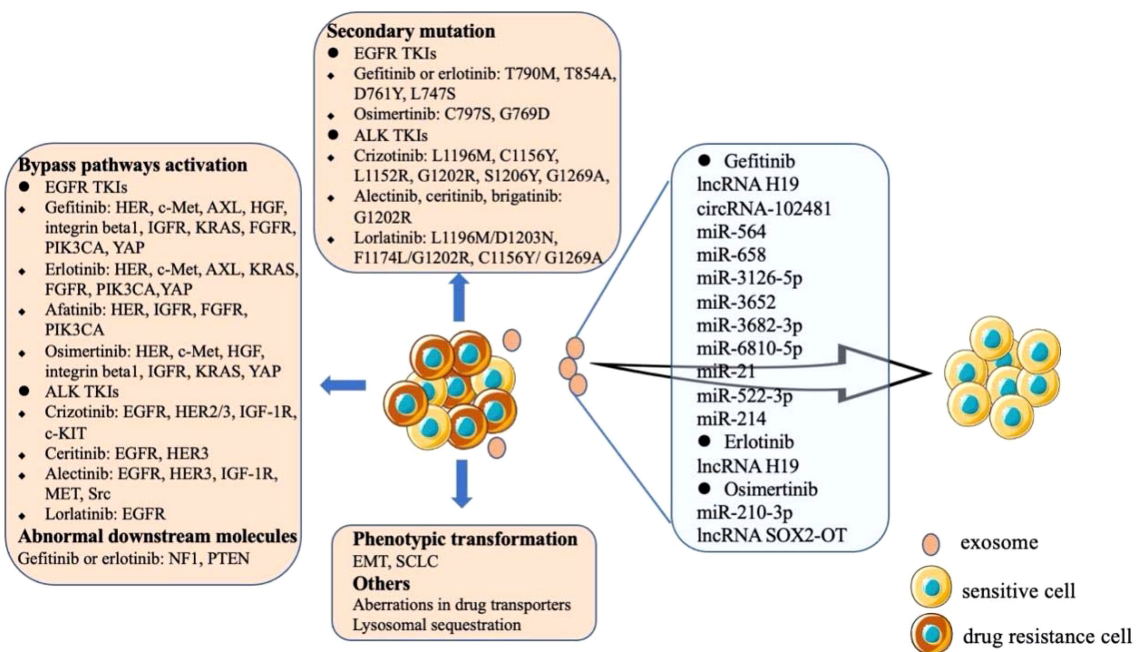 Secondary mutation
● EGFR TKIs
⬥ Gefitinib or erlotinib: T790M, T854A,
D761Y, L747S
⬥ Osimertinib: C797S, G769D
● ALK TKIs
⬥ Crizotinib: L1196M, C1156Y,
L1152R, G1202R, S1206Y, G1269A,
⬥ Alectinib, ceritinib, brigatinib:
G1202R
⬥ Lorlatinib: L1196M/D1203N,
F1174L/G1202R, C1156Y/ G1269A
Bypass pathways activation
● EGFR TKIs
⬥ Gefitinib: HER, c-Met, AXL, HGF,
integrin beta1, IGFR, KRAS, FGFR,
PIK3CA, YAP
⬥ Erlotinib: HER, c-Met, AXL, KRAS,
FGFR, PIK3CA,YAP
⬥ Afatinib: HER, IGFR, FGFR,
PIK3CA
⬥ Osimertinib: HER, c-Met, HGF,
integrin beta1, IGFR, KRAS, YAP
● ALK TKIs
⬥ Crizotinib: EGFR, HER2/3, IGF-1R,
c-KIT
⬥ Ceritinib: EGFR, HER3
⬥ Alectinib: EGFR, HER3, IGF-1R,
MET, Src
⬥ Lorlatinib: EGFR
Abnormal downstream molecules
Gefitinib or erlotinib: NF1, PTEN
Phenotypic transformation
EMT, SCLC
Others
Aberrations in drug transporters
Lysosomal sequestration
● Gefitinib
lncRNA H19
circRNA-102481
miR-564
miR-658
miR-3126-5p
miR-3652
miR-3682-3p
miR-6810-5p
miR-21
miR-522-3p
miR-214
● Erlotinib
lncRNA H19
● Osimertinib
miR-210-3p
lncRNA SOX2-OT
exosome
sensitive cell
drug resistance cell